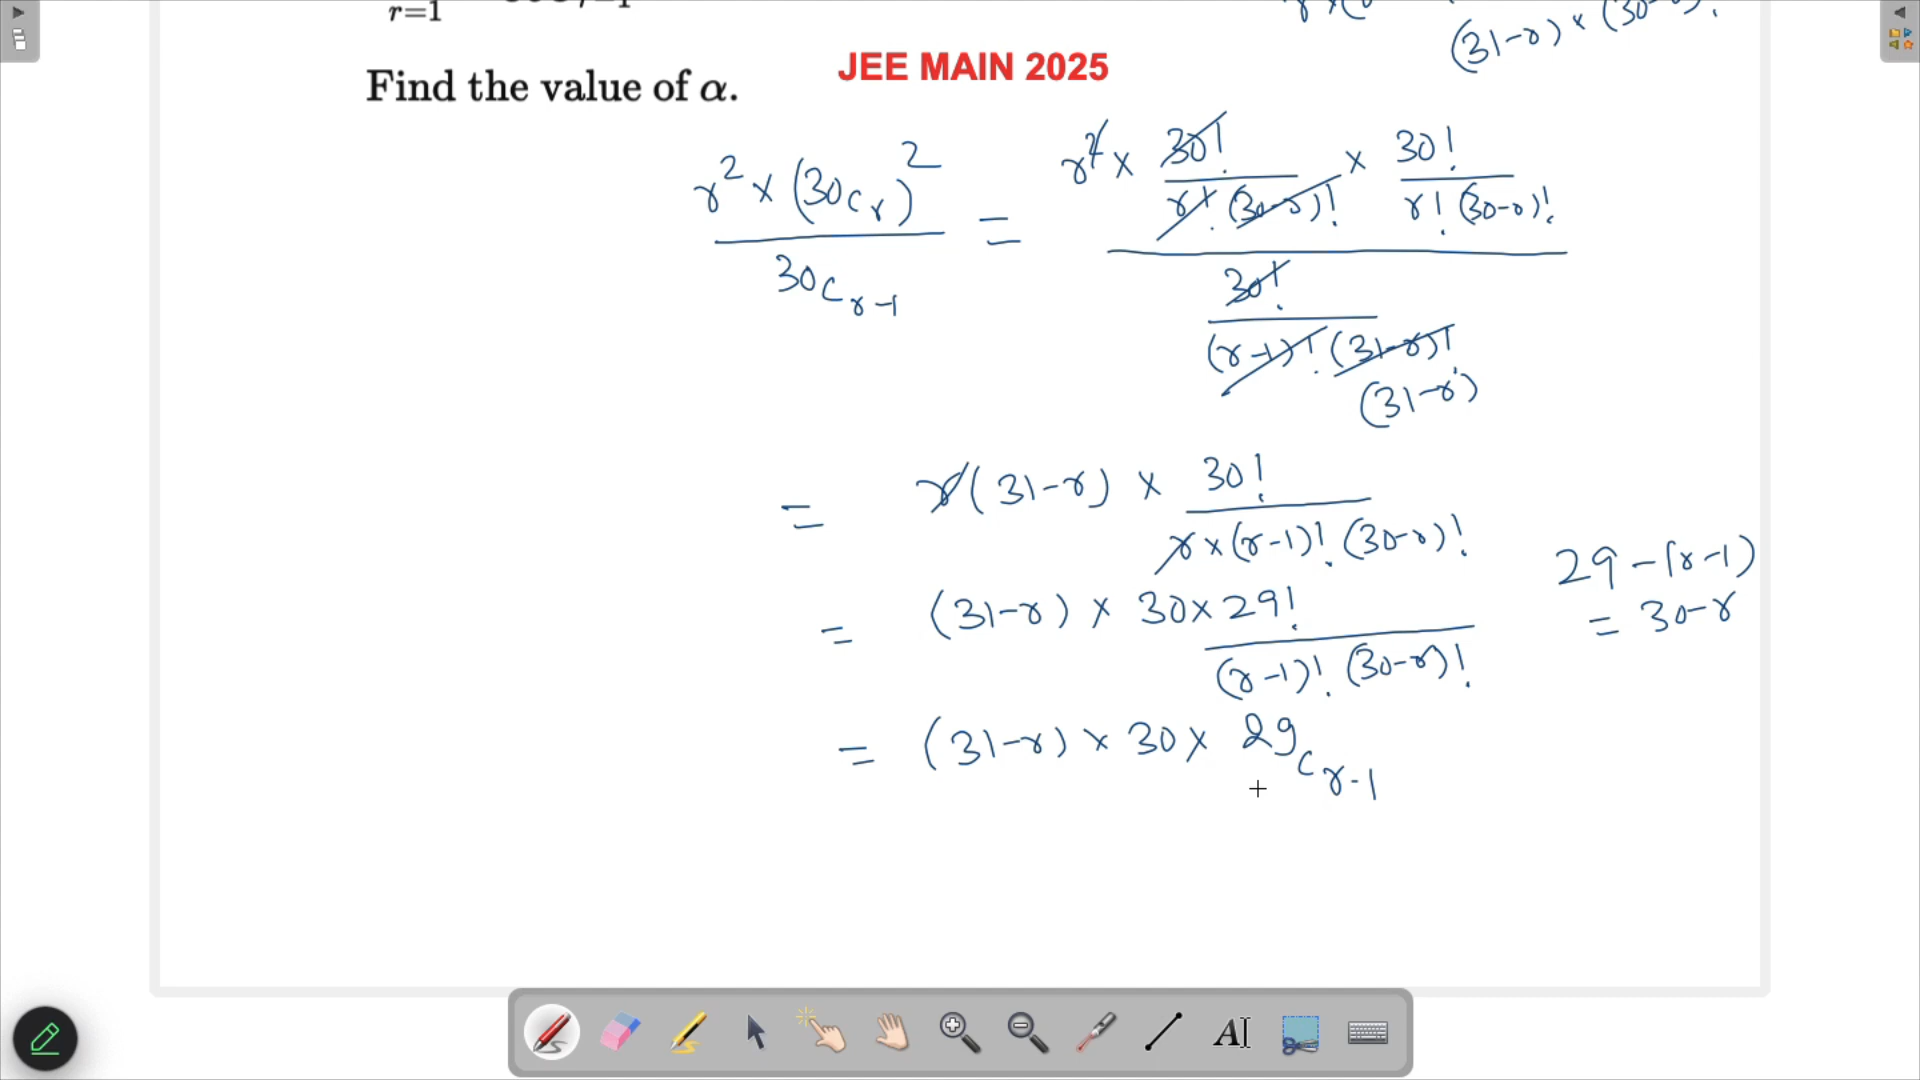 r=1
(31-r) × (30-r)!
JEE MAIN 2025
Find the value of α.
r² × (30Cr)² / 30Cr-1 = r² × 30!/(r! (30-r)!) × 30!/(r! (30-r)!) / 30!/((r-1)! (31-r)!)
(31-r)
= r(31-r) × 30! / (r×(r-1)! (30-r)!)
29-(r-1)
= 30-r
= (31-r) × 30×29! / ((r-1)! (30-r)!)
= (31-r) × 30 × 29Cr-1
AI